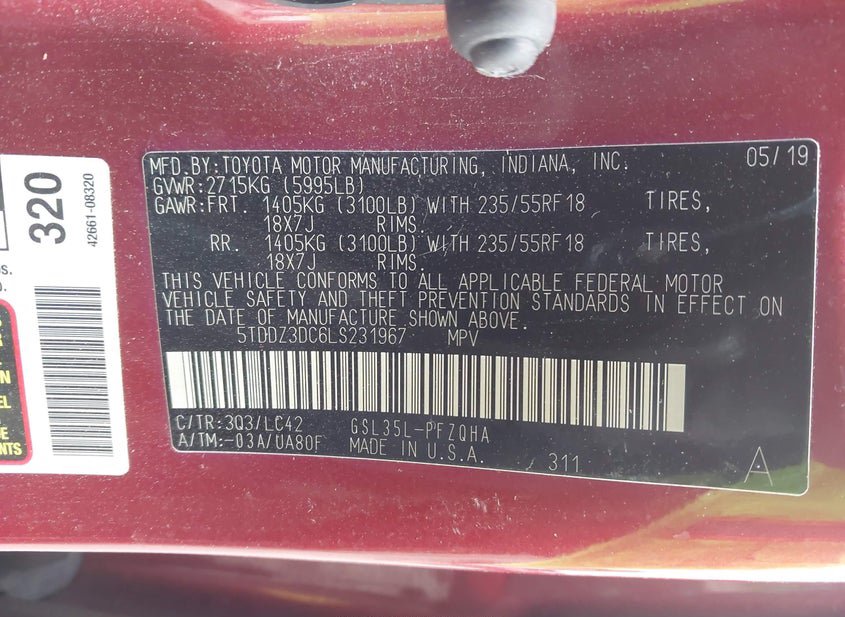 MFD.BY:TOYOTA MOTOR MANUFACTURING, INDIANA, INC. 05/19
GVWR:2715KG (5995LB)
GAWR:FRT. 1405KG (3100LB) WITH 235/55RF18 TIRES,
18X7J RIMS.
RR. 1405KG (3100LB) WITH 235/55RF18 TIRES,
18X7J RIMS.
THIS VEHICLE CONFORMS TO ALL APPLICABLE FEDERAL MOTOR
VEHICLE SAFETY AND THEFT PREVENTION STANDARDS IN EFFECT ON
THE DATE OF MANUFACTURE SHOWN ABOVE.
5TDDZ3DC6LS231967 MPV
C/TR:3Q3/LC42 GSL35L-PFZQHA
A/TM:-03A/UA80F MADE IN U.S.A. 311 A
320
42661-08320